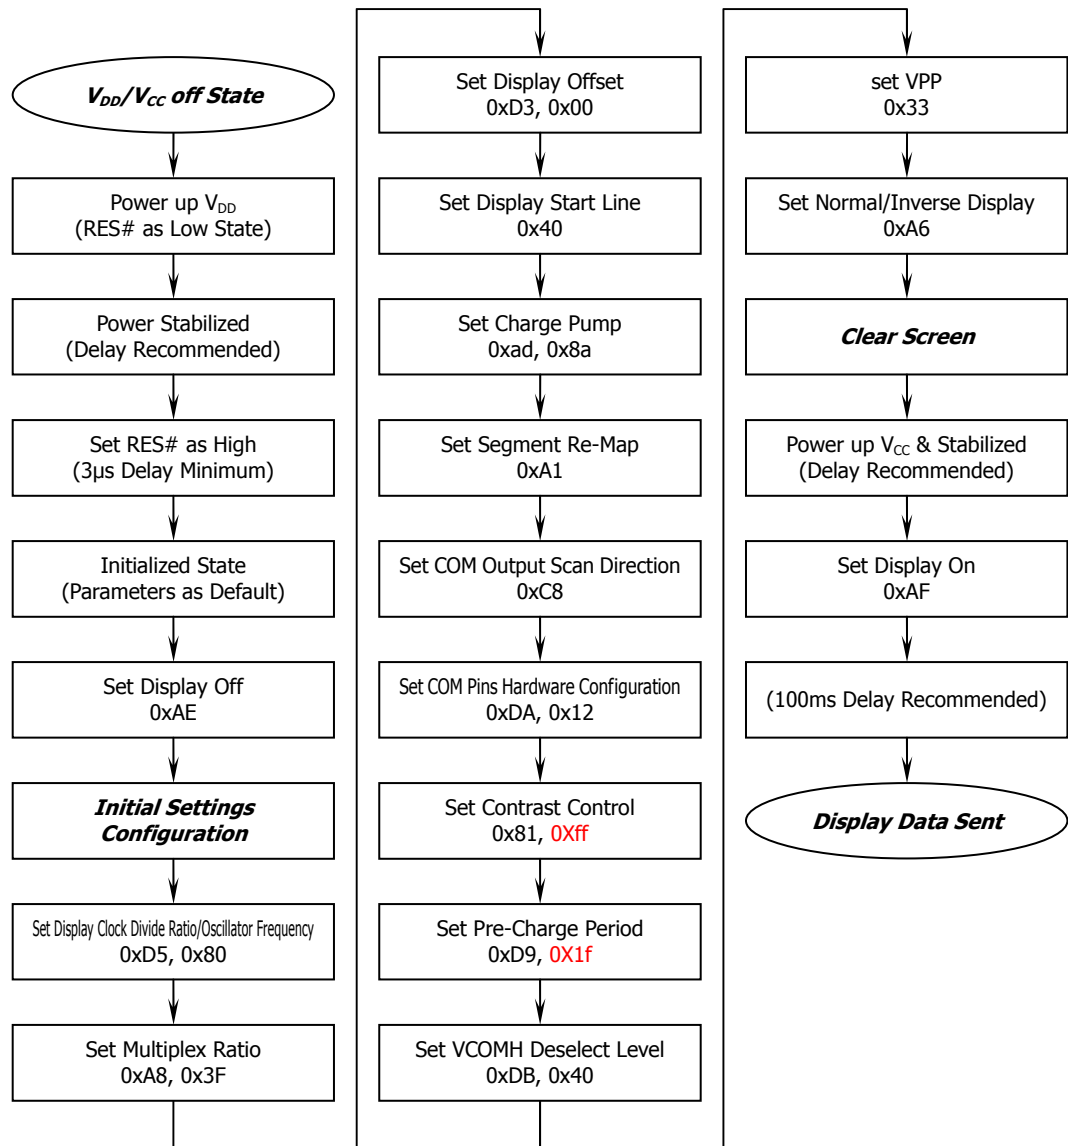 V_DD/V_CC off State
Power up V_DD
(RES# as Low State)
Power Stabilized
(Delay Recommended)
Set RES# as High
(3µs Delay Minimum)
Initialized State
(Parameters as Default)
Set Display Off
0xAE
Initial Settings
Configuration
Set Display Clock Divide Ratio/Oscillator Frequency
0xD5, 0x80
Set Multiplex Ratio
0xA8, 0x3F
Set Display Offset
0xD3, 0x00
Set Display Start Line
0x40
Set Charge Pump
0xad, 0x8a
Set Segment Re-Map
0xA1
Set COM Output Scan Direction
0xC8
Set COM Pins Hardware Configuration
0xDA, 0x12
Set Contrast Control
0x81, 0Xff
Set Pre-Charge Period
0xD9, 0X1f
Set VCOMH Deselect Level
0xDB, 0x40
set VPP
0x33
Set Normal/Inverse Display
0xA6
Clear Screen
Power up V_CC & Stabilized
(Delay Recommended)
Set Display On
0xAF
(100ms Delay Recommended)
Display Data Sent